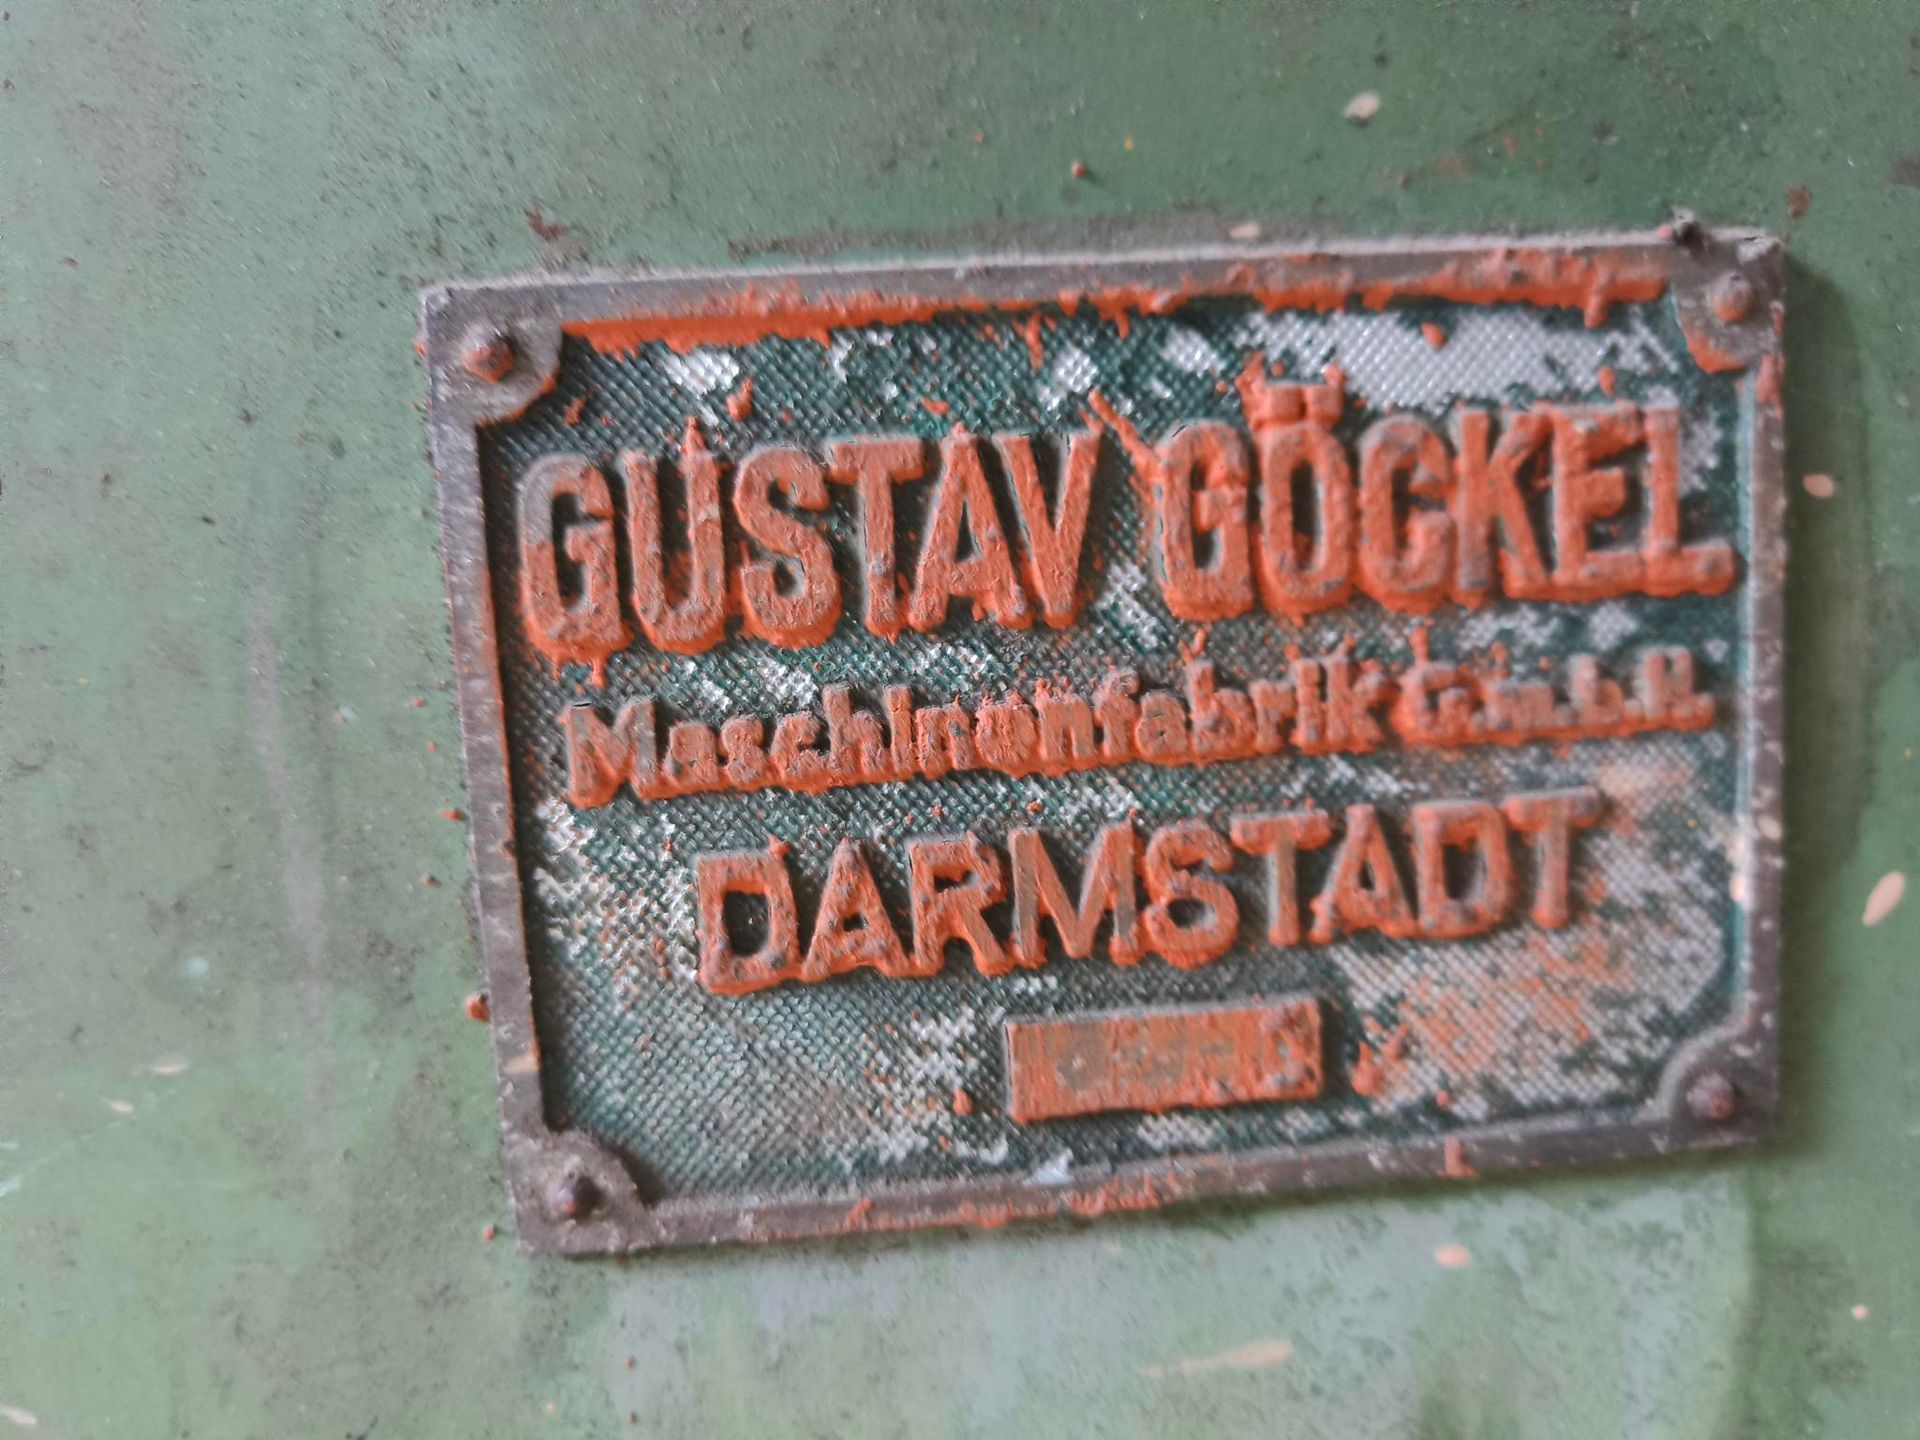 GUSTAV GÖCKEL
Maschinenfabrik G.m.b.H.
DARMSTADT